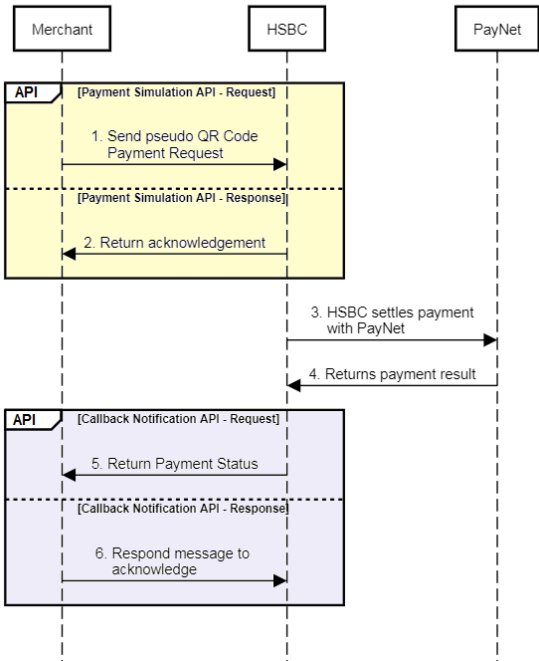 Merchant
HSBC
PayNet
API
[Payment Simulation API - Request]
1. Send pseudo QR Code
Payment Request
[Payment Simulation API - Response]
2. Return acknowledgement
3. HSBC settles payment
with PayNet
4. Returns payment result
API
[Callback Notification API - Request]
5. Return Payment Status
[Callback Notification API - Response]
6. Respond message to
acknowledge